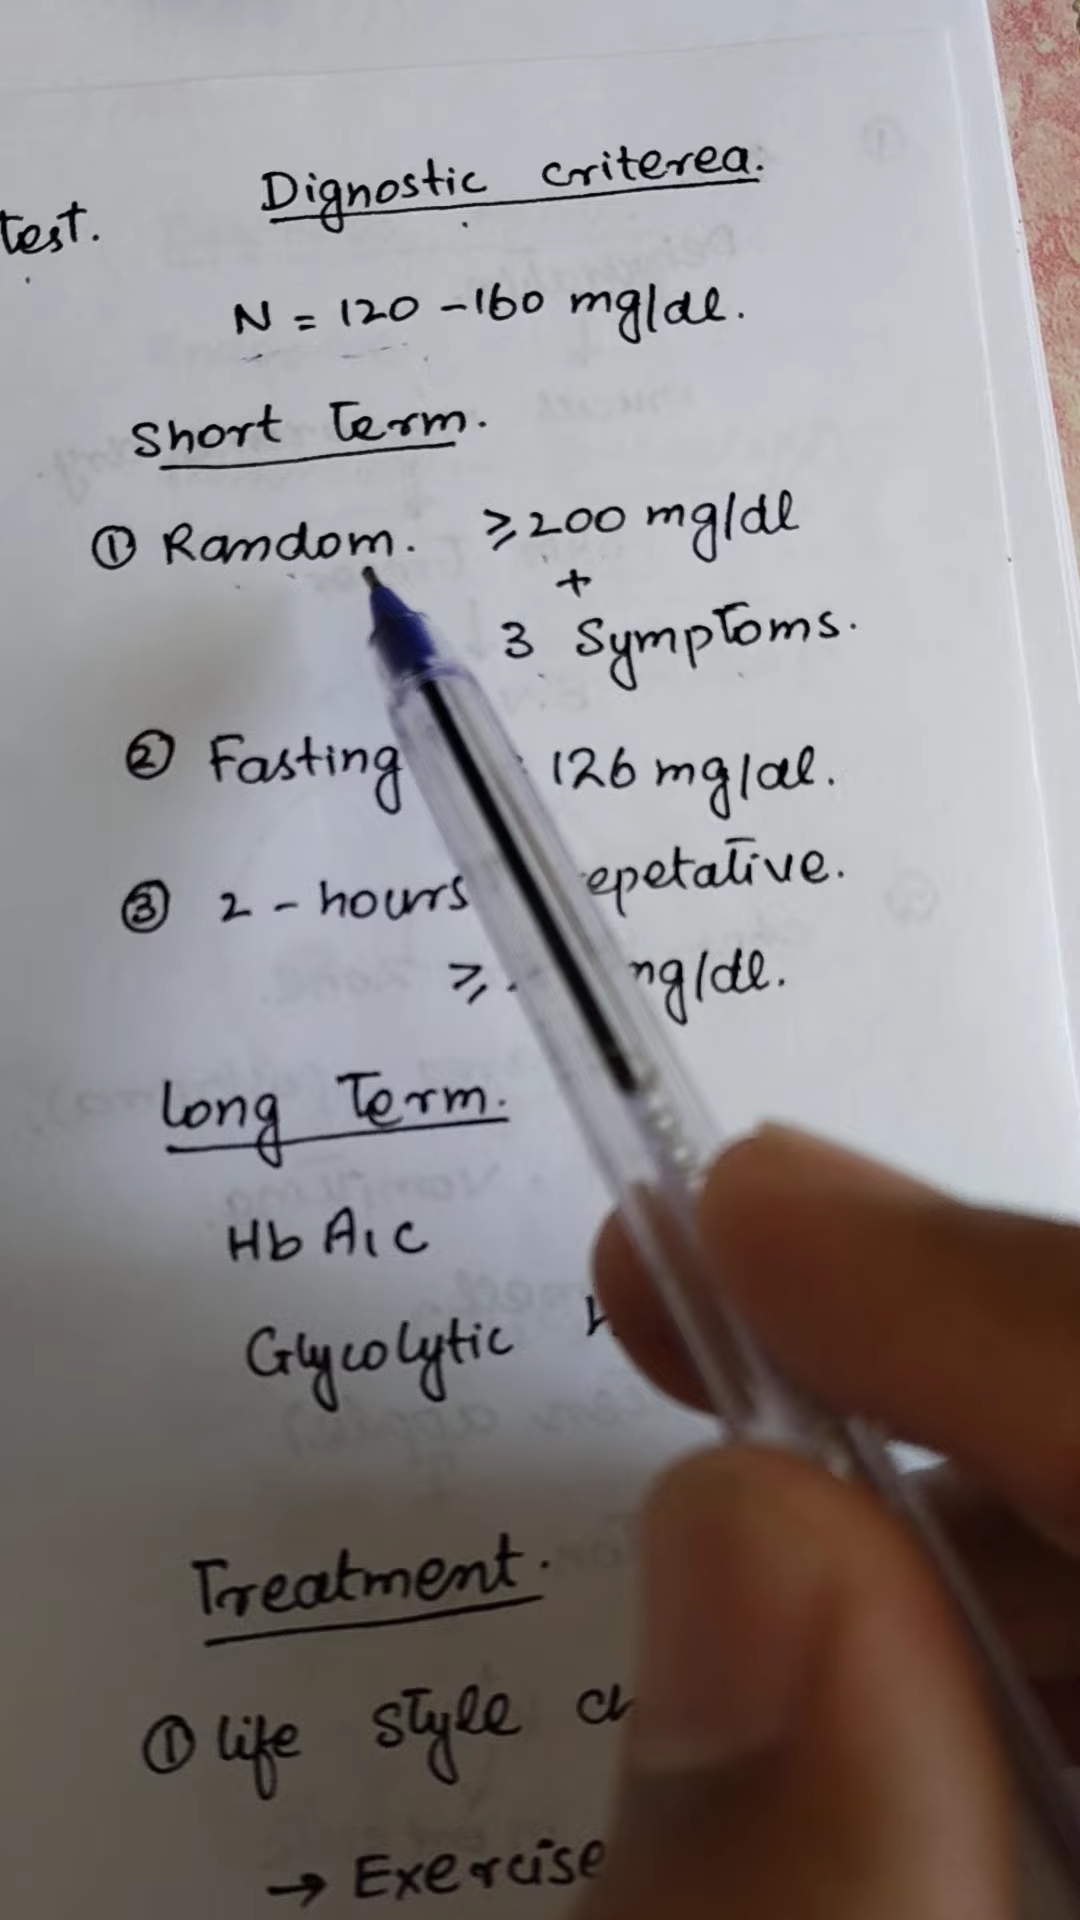 Dignostic criterea.
test.
N = 120 - 160 mg/dl.
Short Term.
① Random. ≥200 mg/dl
+
3 Symptoms.
② Fasting 126 mg/dl.
③ 2 - hours epetative.
≥ mg/dl.
Long Term.
Hb A1c
Glycolytic
Treatment.
① life style
→ Exercise